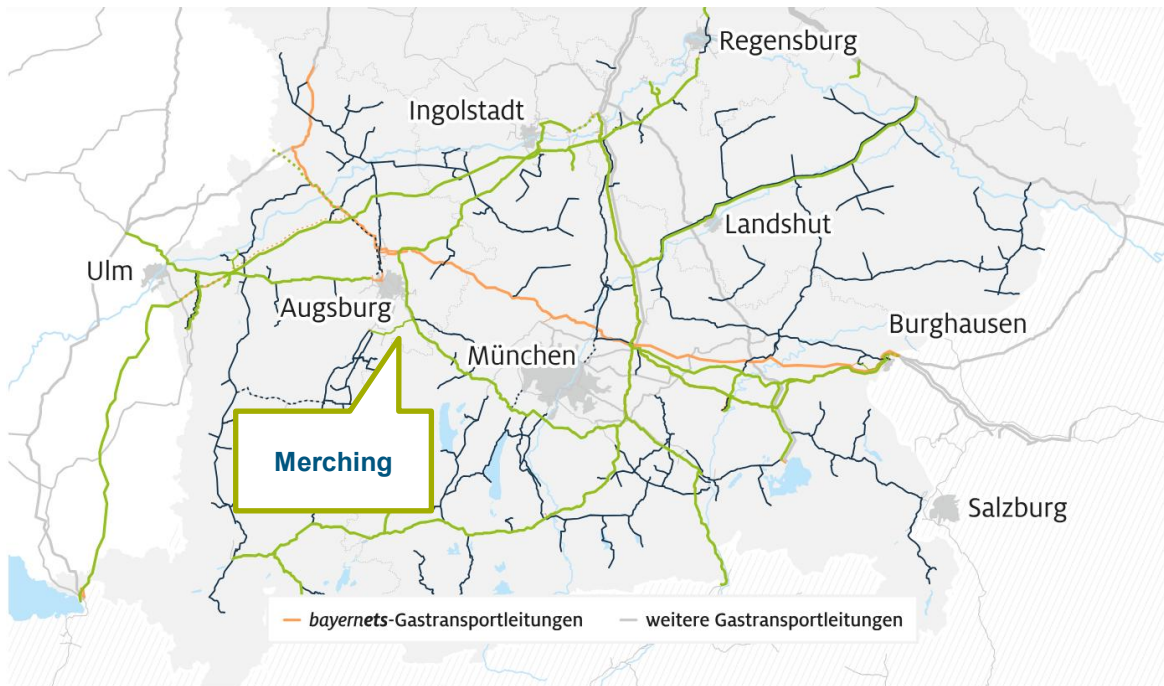 Regensburg
Ingolstadt
Landshut
Ulm
Augsburg
Burghausen
München
Merching
Salzburg
bayernets-Gastransportleitungen
weitere Gastransportleitungen